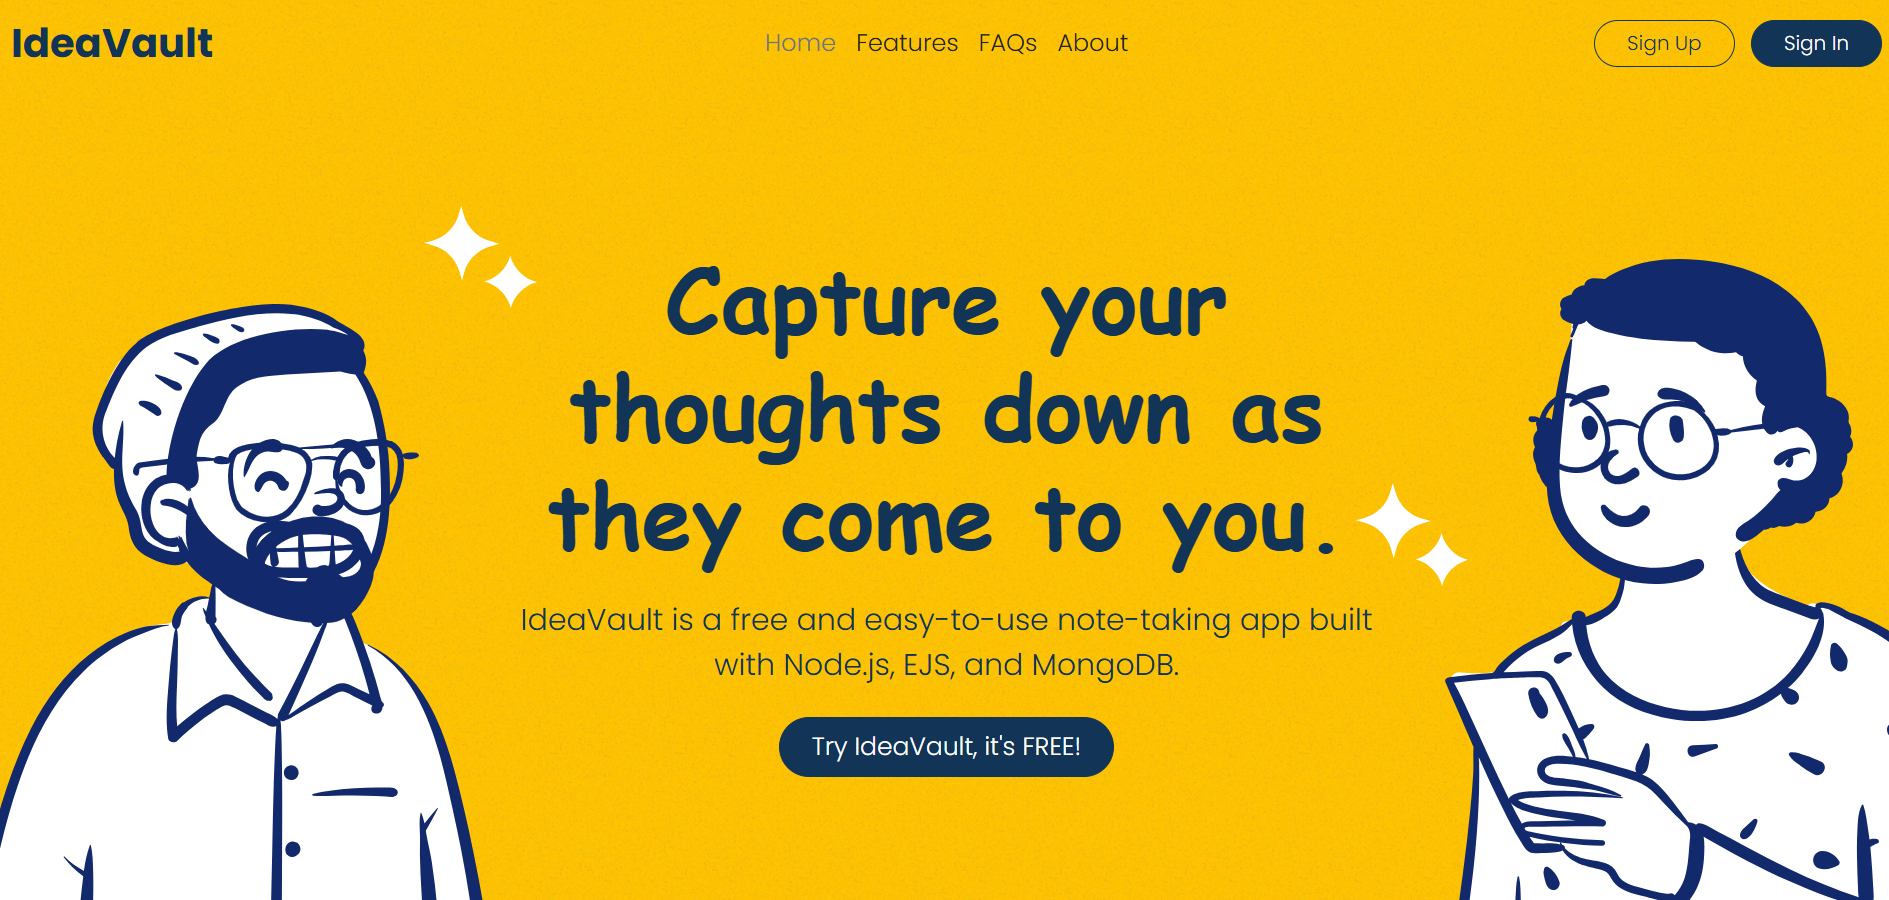 IdeaVault
Home Features FAQs About
Sign Up Sign In
Capture your
thoughts down as
they come to you.
IdeaVault is a free and easy-to-use note-taking app built
with Node.js, EJS, and MongoDB.
Try IdeaVault, it's FREE!